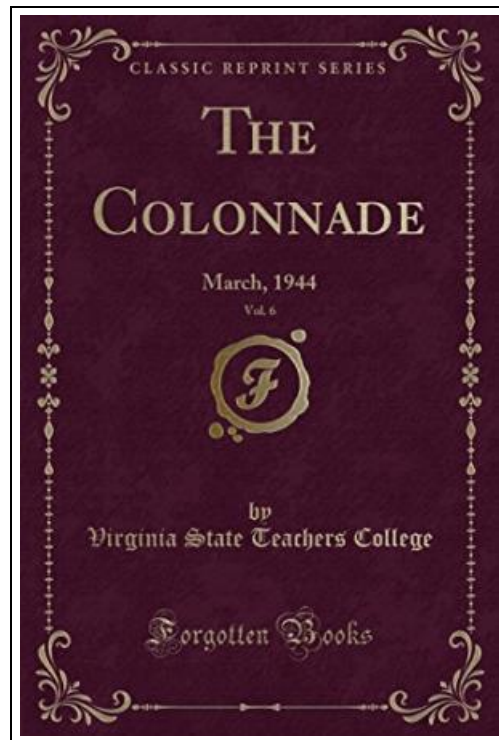 CLASSIC REPRINT SERIES
THE
COLONNADE
March, 1944
Vol. 6
F
by
Virginia State Teachers College
Forgotten Books